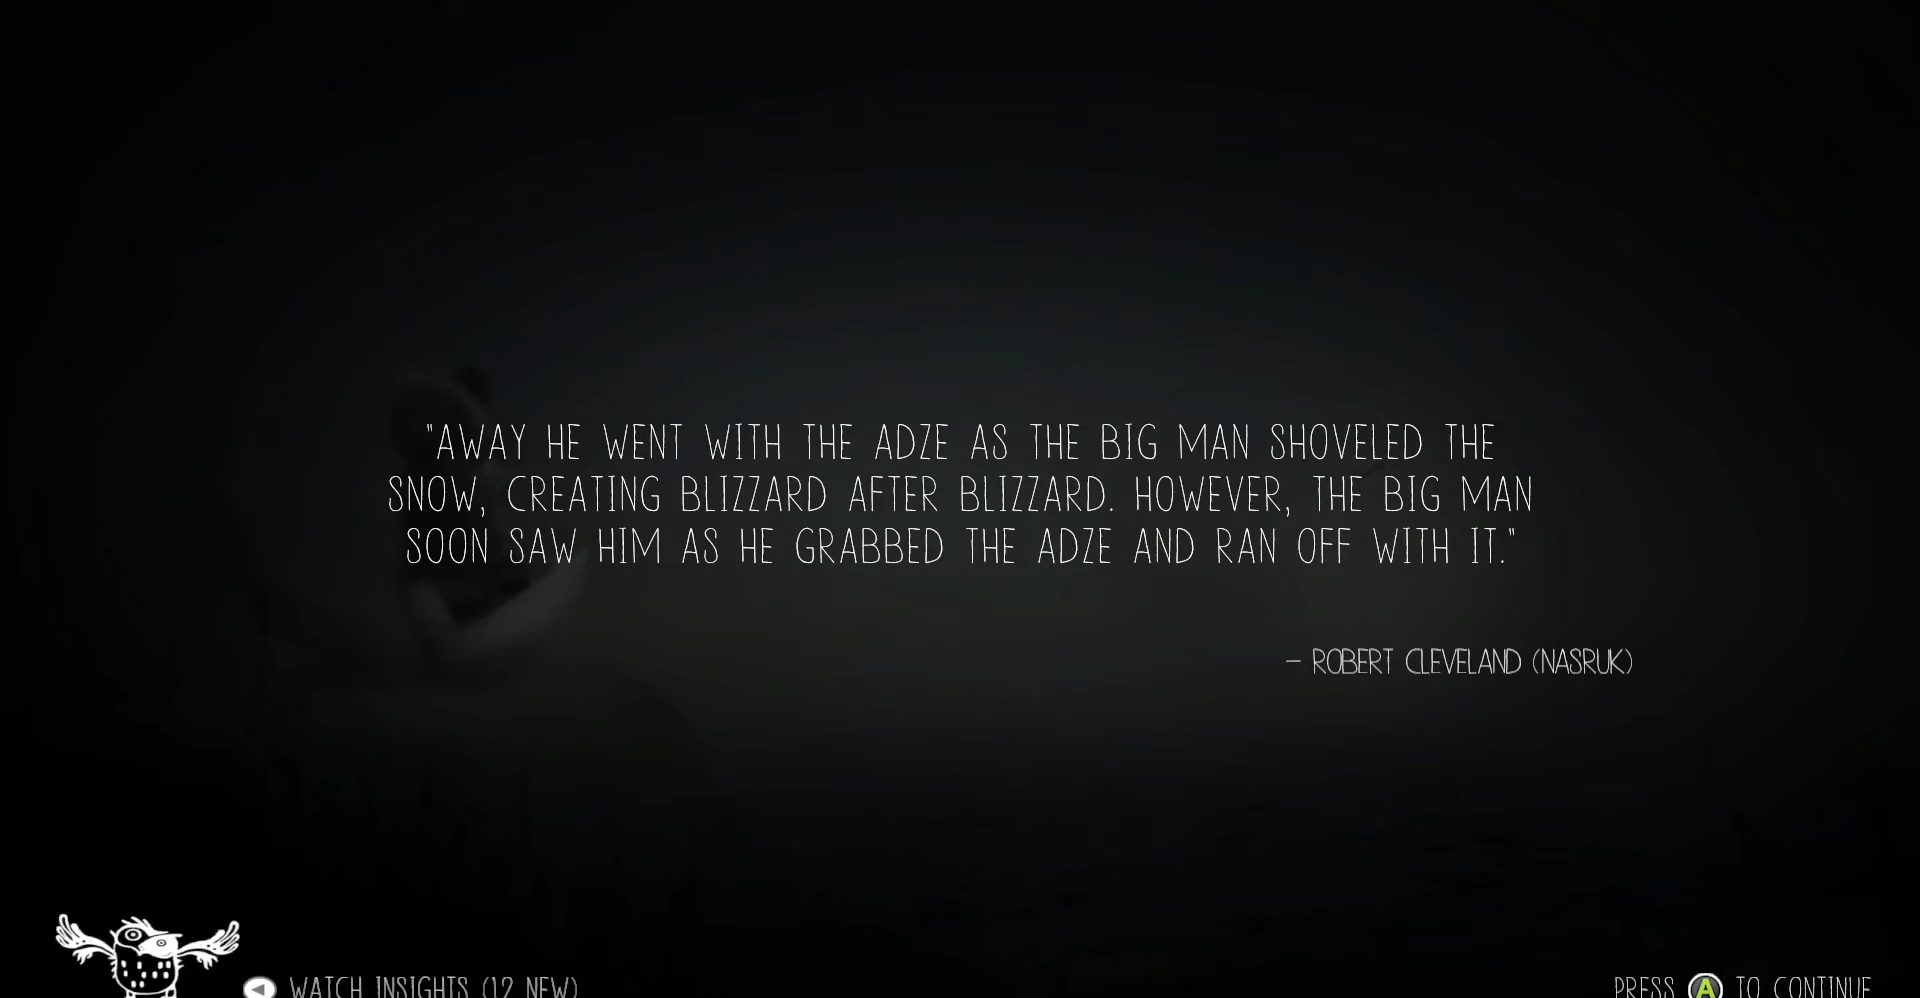 "AWAY HE WENT WITH THE ADZE AS THE BIG MAN SHOVELED THE
SNOW, CREATING BLIZZARD AFTER BLIZZARD. HOWEVER, THE BIG MAN
SOON SAW HIM AS HE GRABBED THE ADZE AND RAN OFF WITH IT."
– ROBERT CLEVELAND (NASRUK)
WATCH INSIGHTS (12 NEW)
PRESS A TO CONTINUE